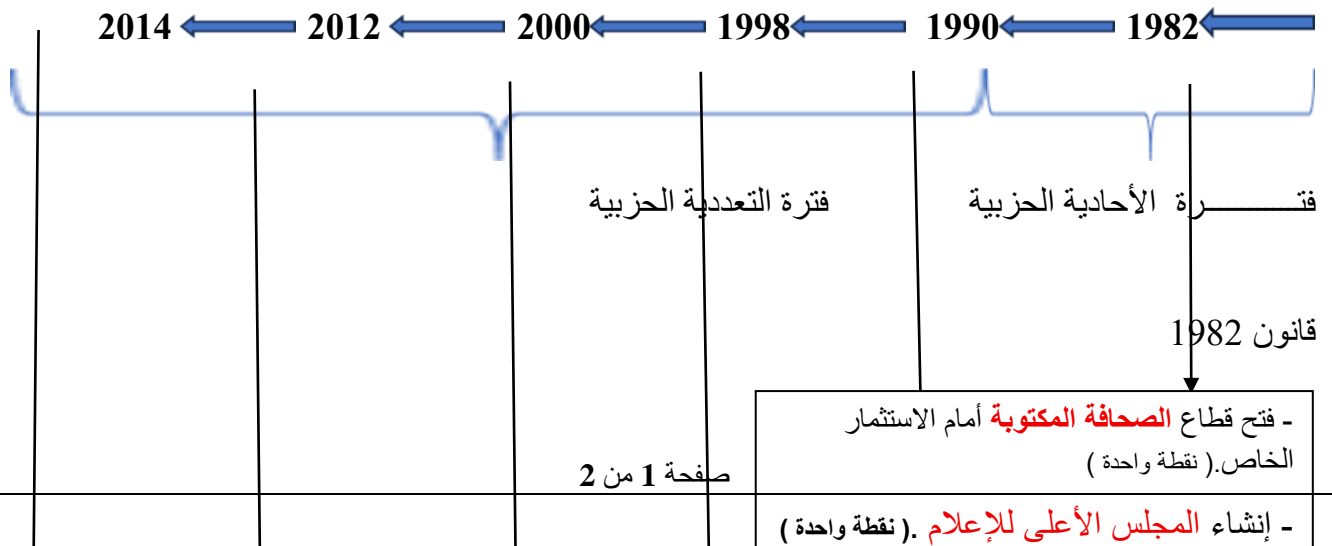 1982 1990 1998 2000 2012 2014
فتــــــــــرة الأحادية الحزبية فترة التعددية الحزبية
قانون 1982
- فتح قطاع الصحافة المكتوبة أمام الاستثمار
الخاص.( نقطة واحدة )
صفحة 1 من 2
- إنشاء المجلس الأعلى للإعلام .( نقطة واحدة )